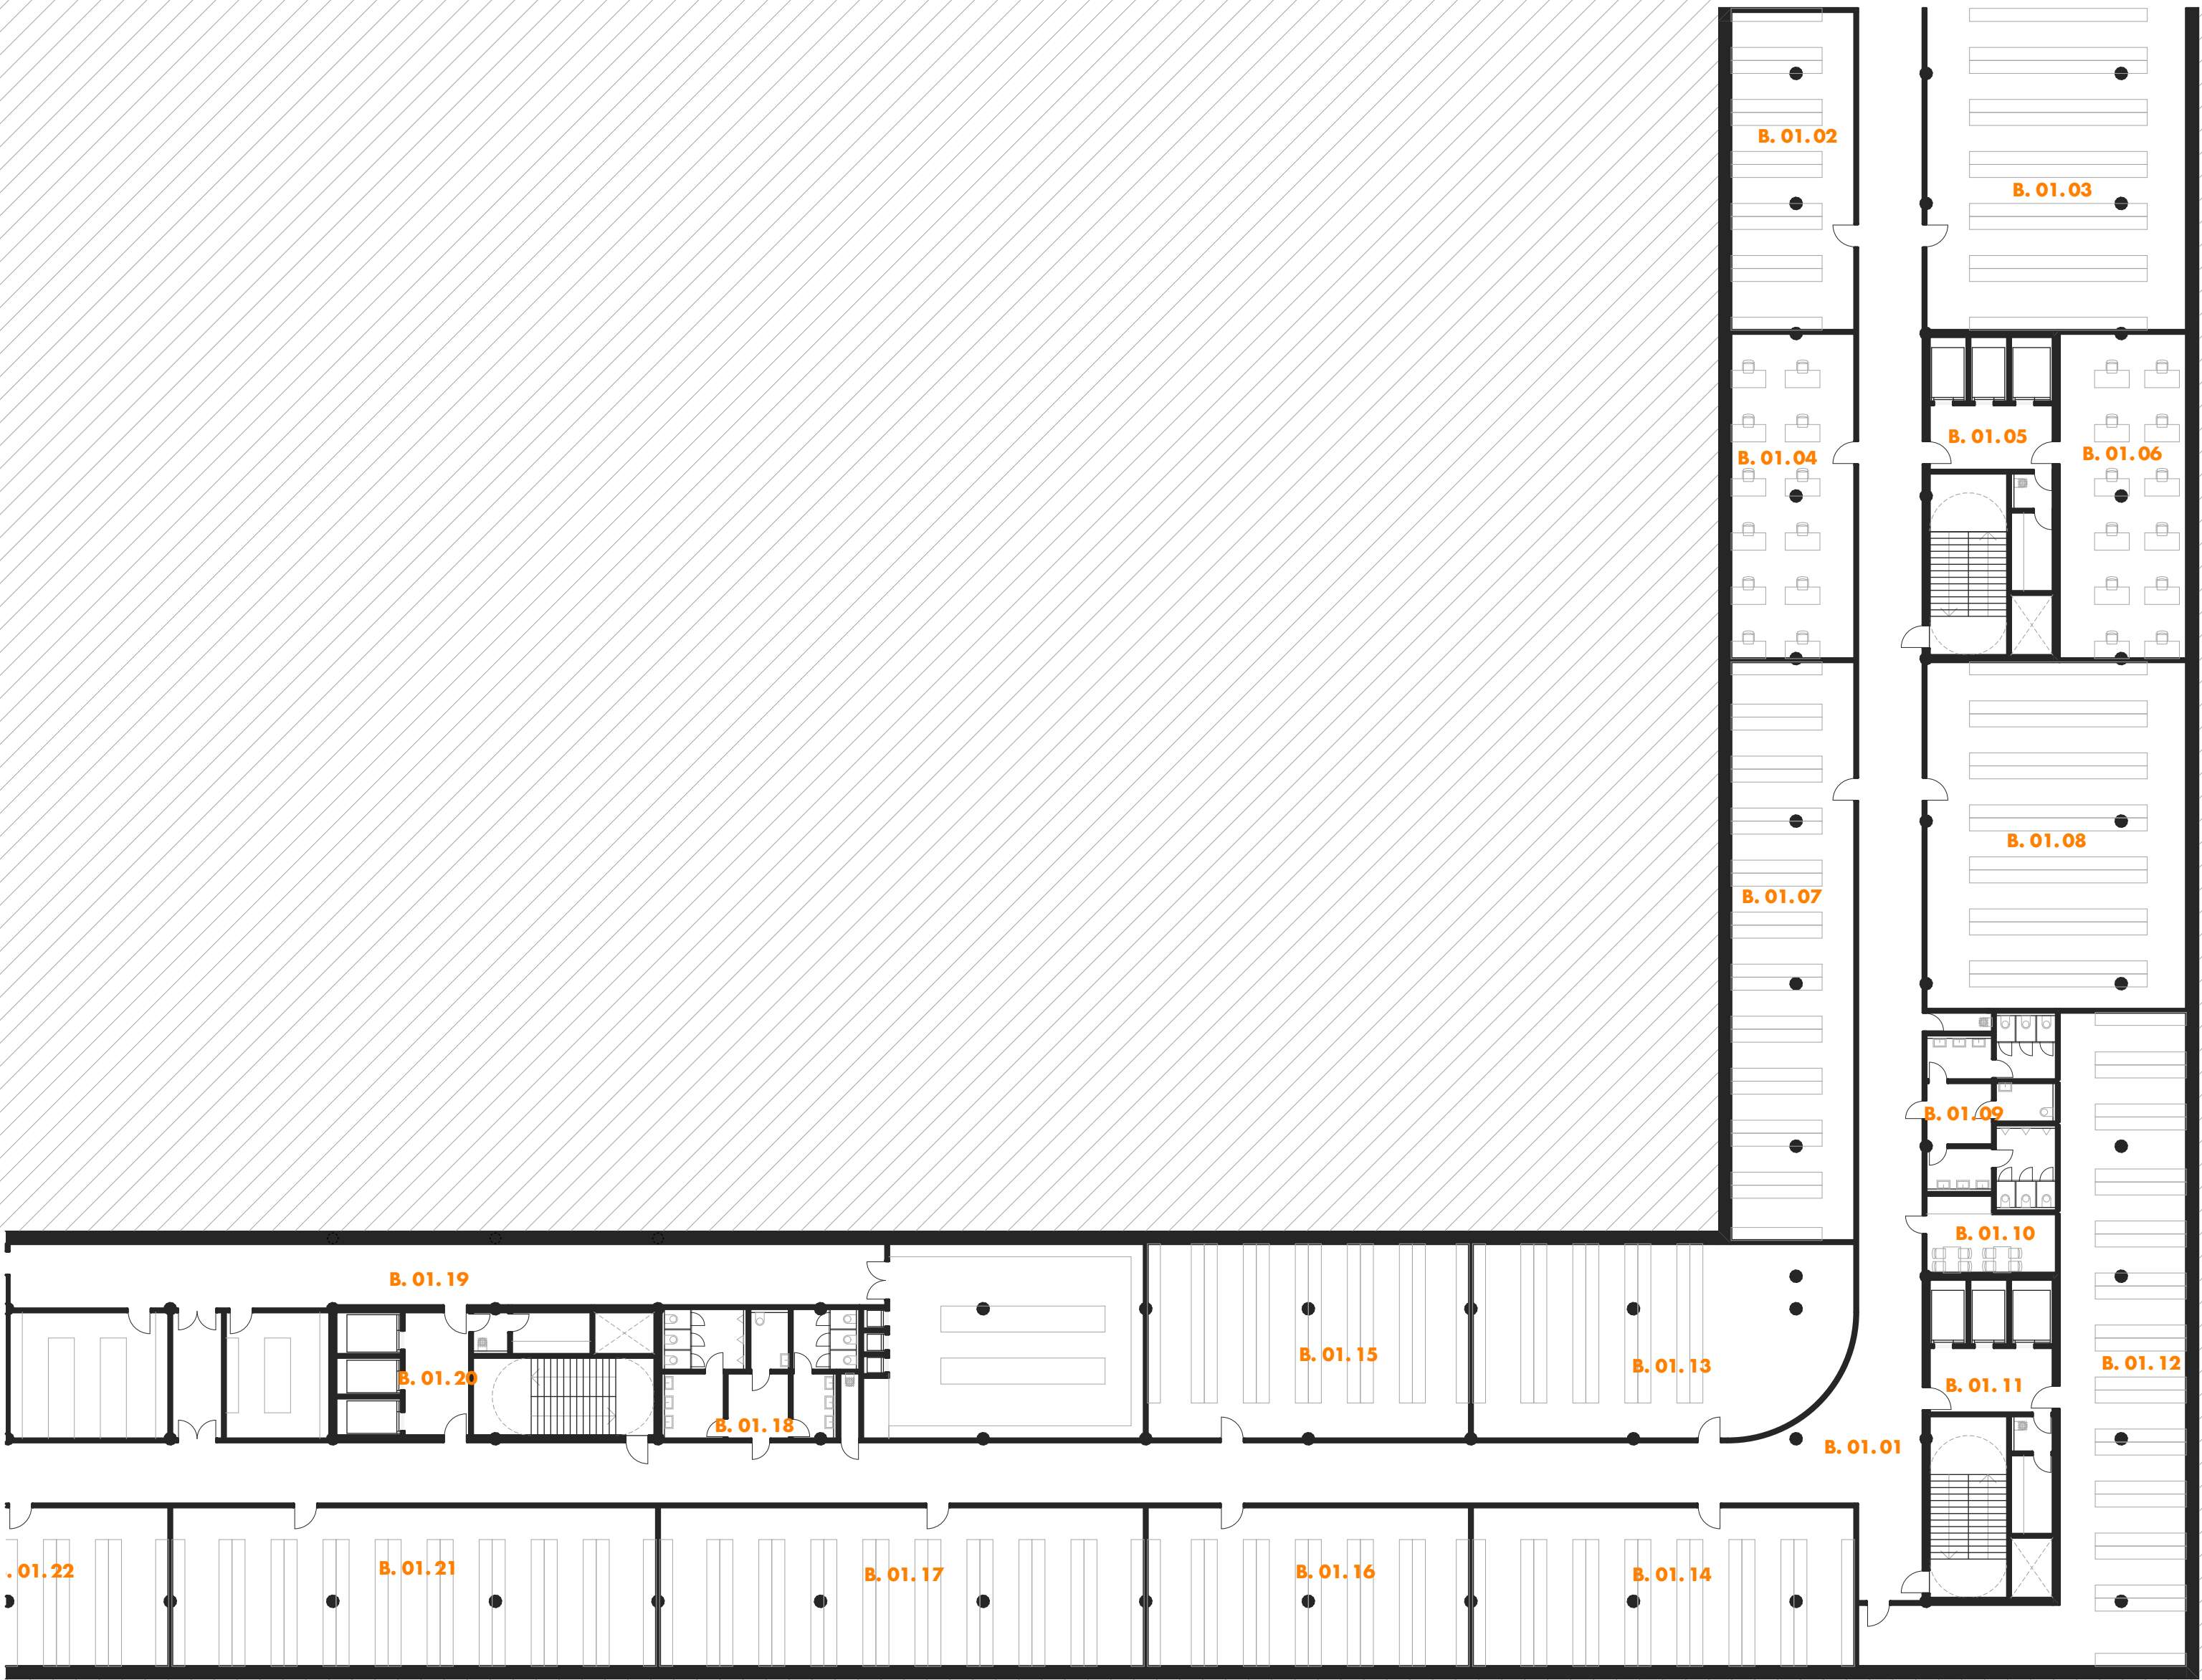 B. 01. 02
B. 01. 03
B. 01. 05
B. 01. 06
B. 01. 04
B. 01. 08
B. 01. 07
B. 01. 09
B. 01. 10
B. 01. 19
B. 01. 15
B. 01. 13
B. 01. 12
B. 01. 20
B. 01. 11
B. 01. 18
B. 01. 01
. 01. 22
B. 01. 21
B. 01. 17
B. 01. 16
B. 01. 14